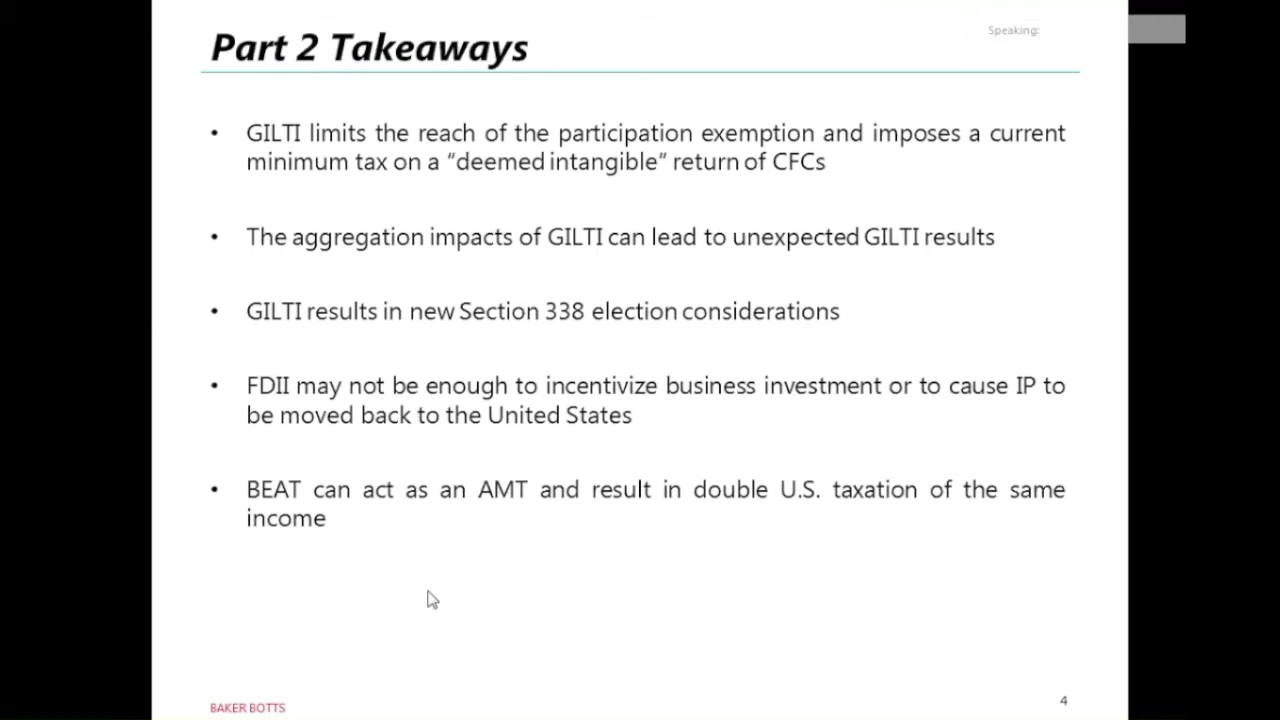 Part 2 Takeaways
Speaking:
• GILTI limits the reach of the participation exemption and imposes a current
minimum tax on a “deemed intangible” return of CFCs
• The aggregation impacts of GILTI can lead to unexpected GILTI results
• GILTI results in new Section 338 election considerations
• FDII may not be enough to incentivize business investment or to cause IP to
be moved back to the United States
• BEAT can act as an AMT and result in double U.S. taxation of the same
income
BAKER BOTTS
4